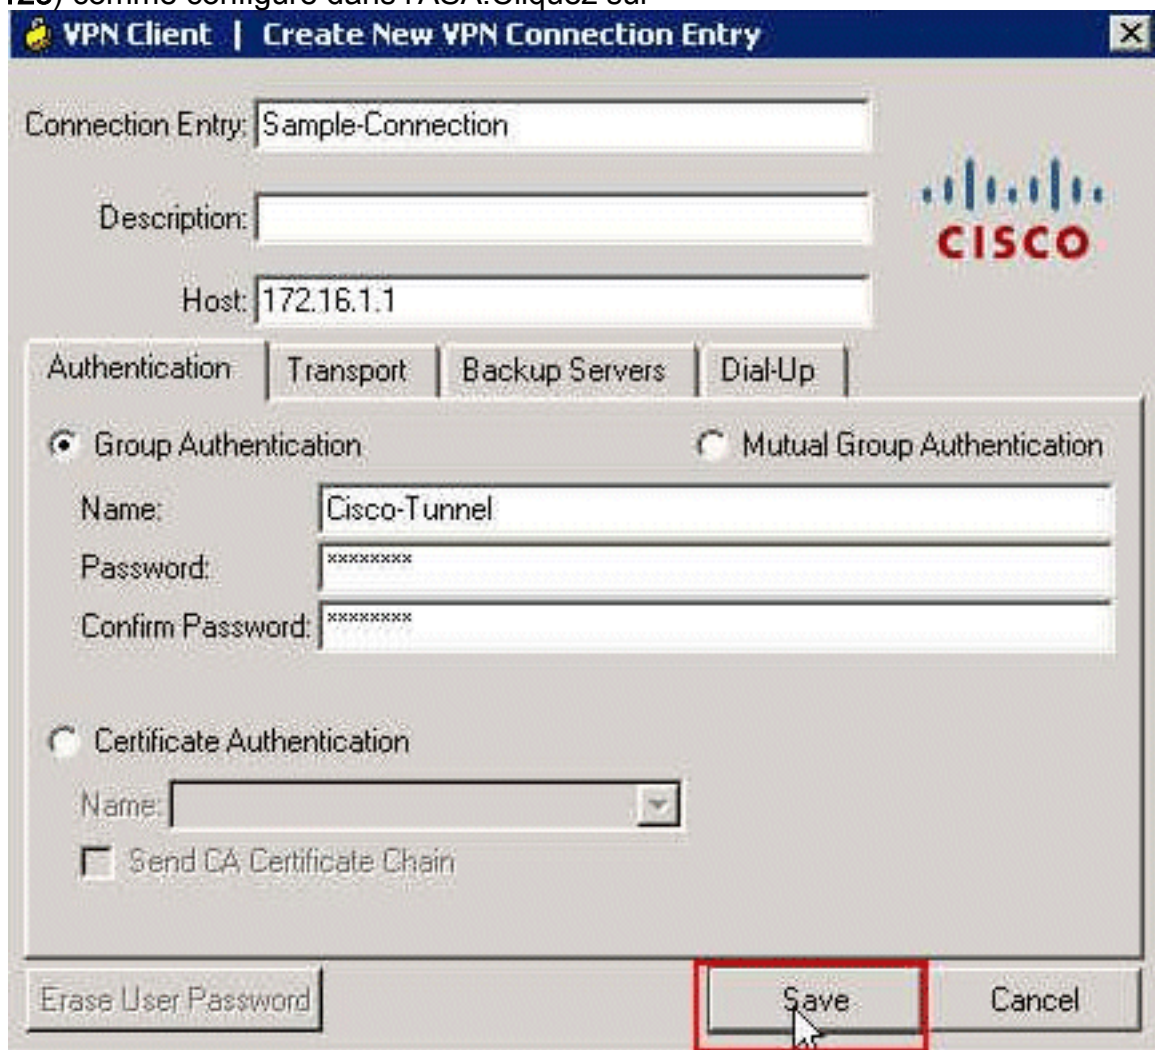 123) comme configuré dans l'ASA.Cliquez sur
VPN Client | Create New VPN Connection Entry
Connection Entry: Sample-Connection
Description:
Host: 172.16.1.1
CISCO
Authentication Transport Backup Servers Dial-Up
Group Authentication Mutual Group Authentication
Name: Cisco-Tunnel
Password: ********
Confirm Password: ********
Certificate Authentication
Name:
Send CA Certificate Chain
Erase User Password Save Cancel